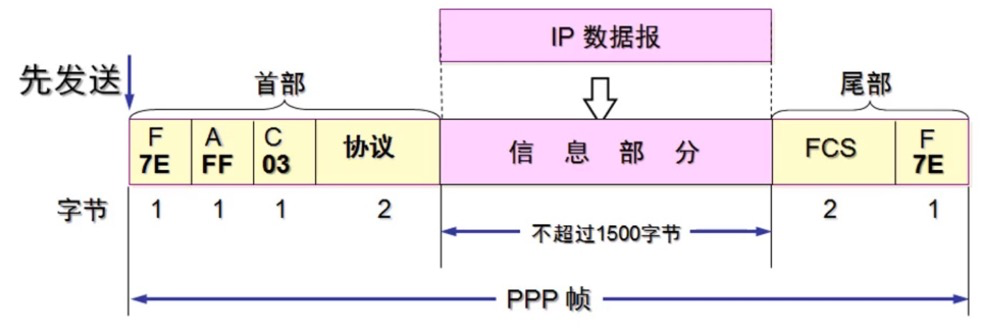 IP 数据报
先发送
首部
尾部
F
7E
A
FF
C
03
协议
信息部分
FCS
F
7E
字节
1
1
1
2
不超过1500字节
2
1
PPP 帧